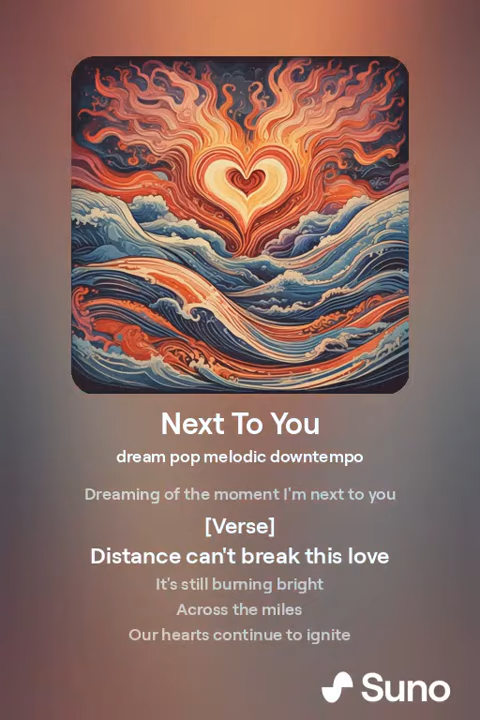 Next To You
dream pop melodic downtempo
Dreaming of the moment I'm next to you
[Verse]
Distance can't break this love
It's still burning bright
Across the miles
Our hearts continue to ignite
Suno